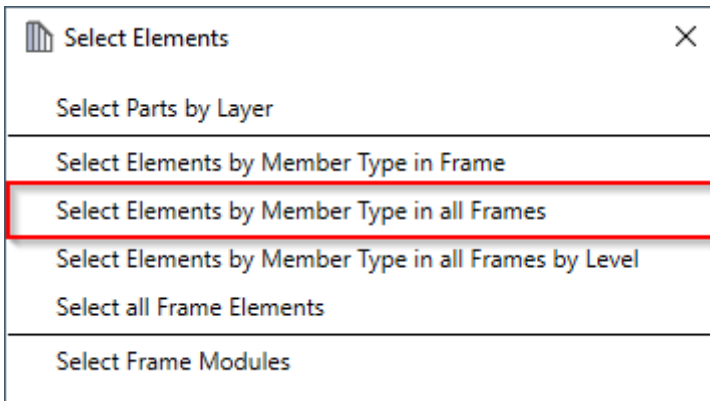 Select Elements
Select Parts by Layer
Select Elements by Member Type in Frame
Select Elements by Member Type in all Frames
Select Elements by Member Type in all Frames by Level
Select all Frame Elements
Select Frame Modules